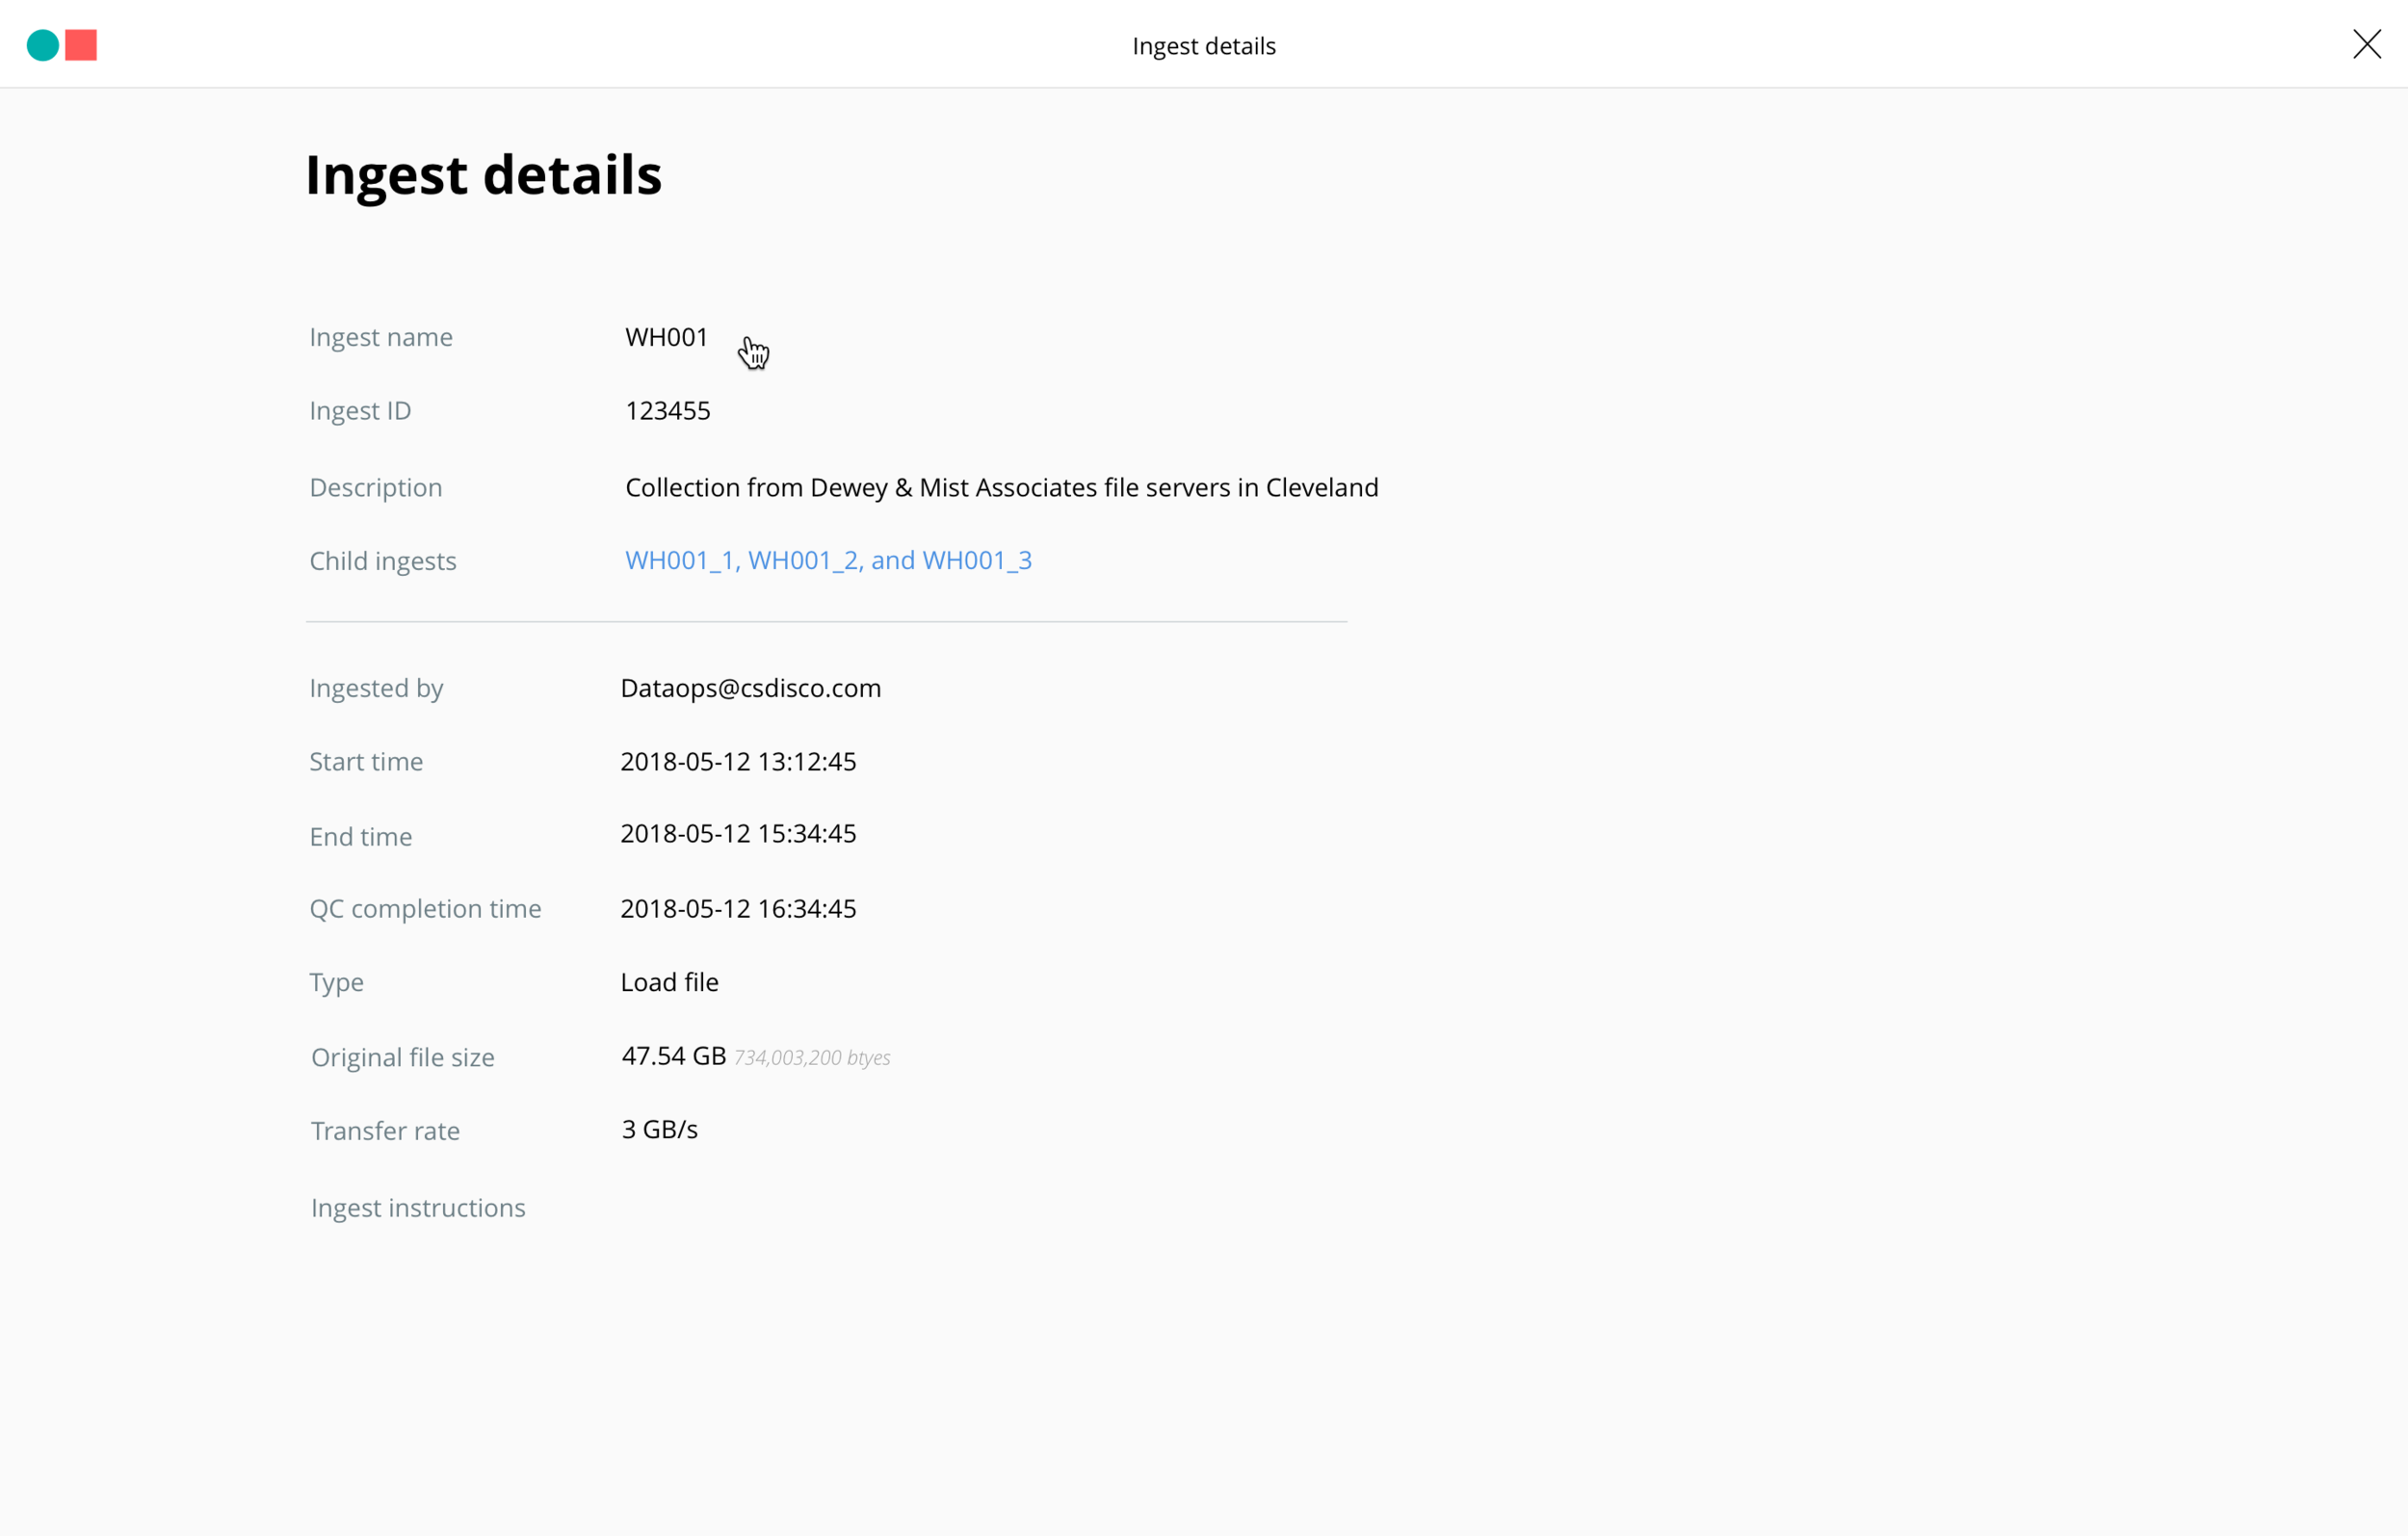 Ingest details
Ingest details
Ingest name WH001
Ingest ID 123455
Description Collection from Dewey & Mist Associates file servers in Cleveland
Child ingests WH001_1, WH001_2, and WH001_3
Ingested by Dataops@csdisco.com
Start time 2018-05-12 13:12:45
End time 2018-05-12 15:34:45
QC completion time 2018-05-12 16:34:45
Type Load file
Original file size 47.54 GB 734,003,200 btyes
Transfer rate 3 GB/s
Ingest instructions